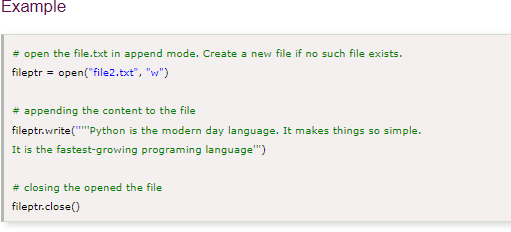 Example
# open the file.txt in append mode. Create a new file if no such file exists.
fileptr = open("file2.txt", "w")
# appending the content to the file
fileptr.write('''''Python is the modern day language. It makes things so simple.
It is the fastest-growing programing language''')
# closing the opened the file
fileptr.close()